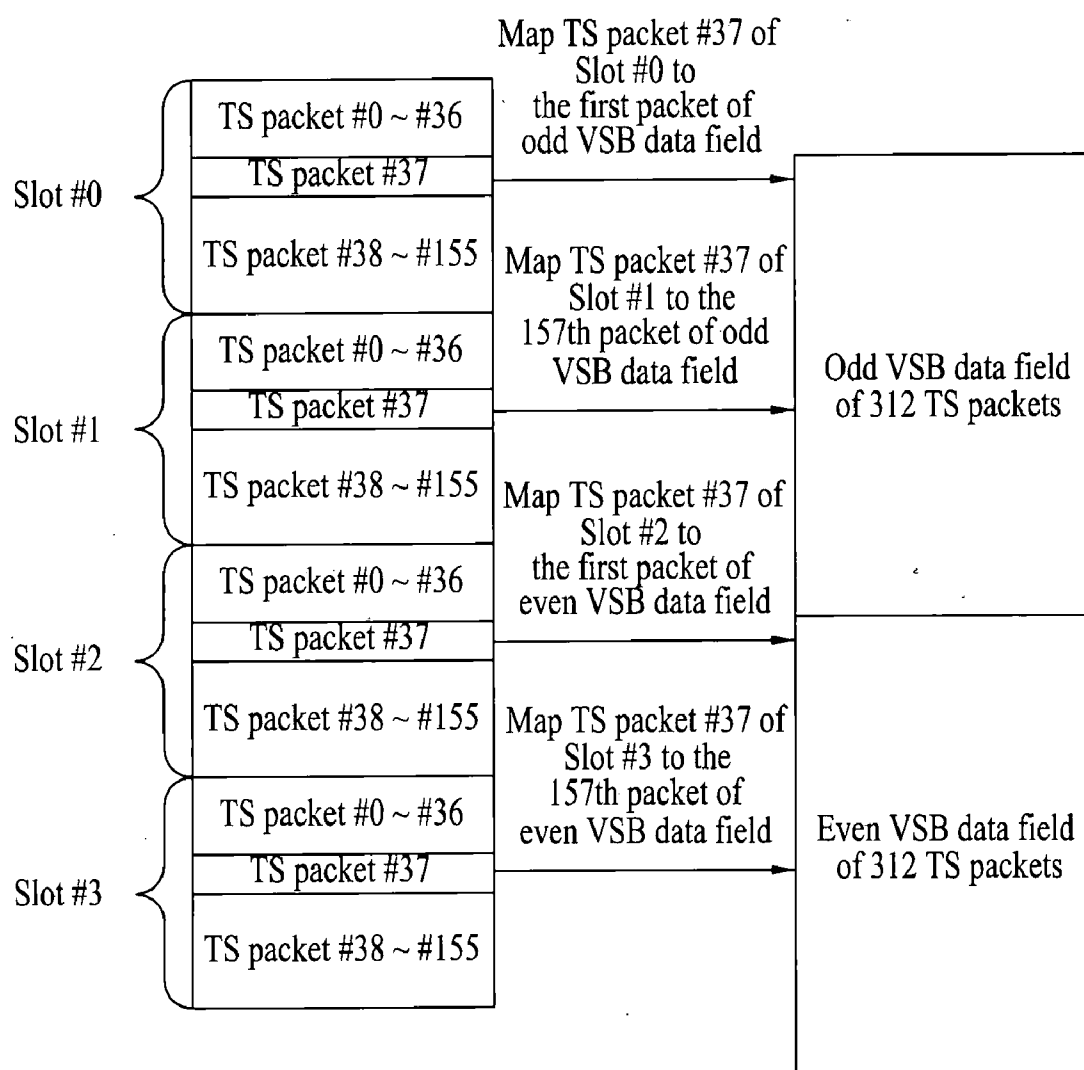 Slot #0
TS packet #0 ~ #36
TS packet #37
TS packet #38 ~ #155
Slot #1
TS packet #0 ~ #36
TS packet #37
TS packet #38 ~ #155
Slot #2
TS packet #0 ~ #36
TS packet #37
TS packet #38 ~ #155
Slot #3
TS packet #0 ~ #36
TS packet #37
TS packet #38 ~ #155
Map TS packet #37 of
Slot #0 to
the first packet of
odd VSB data field
Map TS packet #37 of
Slot #1 to the
157th packet of odd
VSB data field
Map TS packet #37 of
Slot #2 to
the first packet of
even VSB data field
Map TS packet #37 of
Slot #3 to the
157th packet of
even VSB data field
Odd VSB data field
of 312 TS packets
Even VSB data field
of 312 TS packets